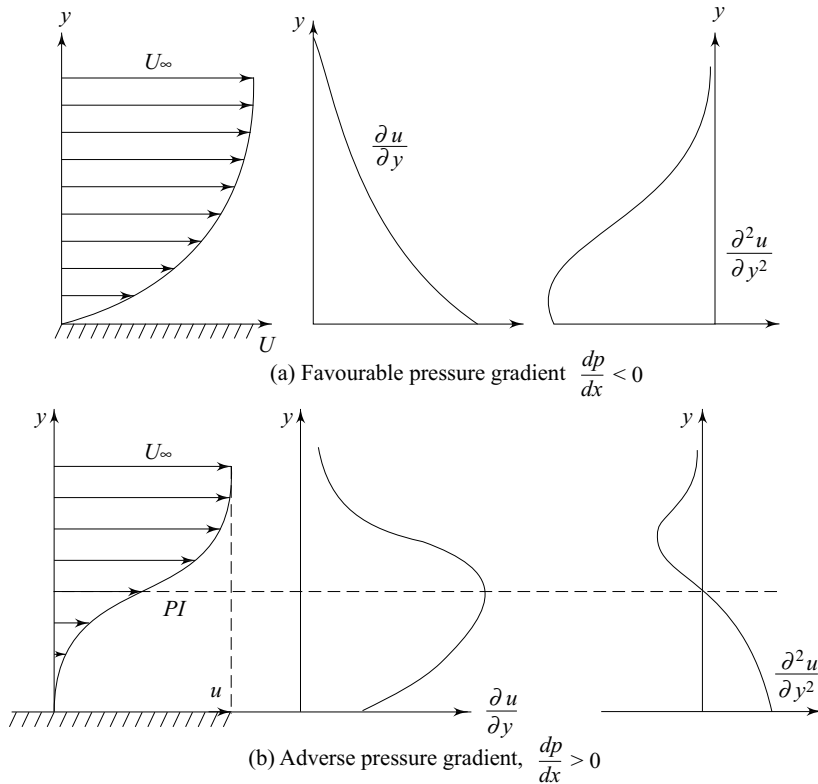 y
y
y
U∞
∂u
∂y
∂²u
∂y²
U
(a) Favourable pressure gradient dp/dx < 0
y
y
y
U∞
PI
u
∂u
∂y
∂²u
∂y²
(b) Adverse pressure gradient, dp/dx > 0